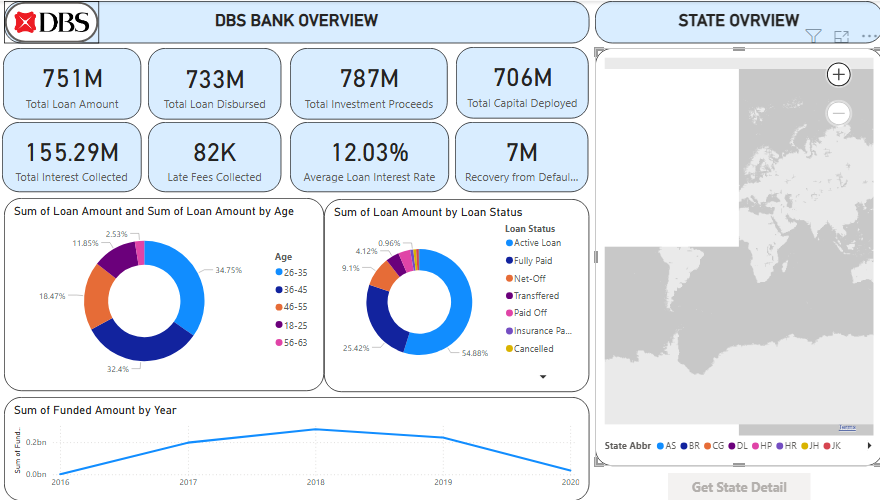 DBS
DBS BANK OVERVIEW
STATE OVRVIEW
751M
Total Loan Amount
733M
Total Loan Disbursed
787M
Total Investment Proceeds
706M
Total Capital Deployed
155.29M
Total Interest Collected
82K
Late Fees Collected
12.03%
Average Loan Interest Rate
7M
Recovery from Defaul...
Sum of Loan Amount and Sum of Loan Amount by Age
2.53%
11.85%
34.75%
18.47%
32.4%
Age
26-35
36-45
46-55
18-25
56-63
Sum of Loan Amount by Loan Status
0.96%
4.12%
9.1%
25.42%
54.88%
Loan Status
Active Loan
Fully Paid
Net-Off
Transffered
Paid Off
Insurance Pa...
Cancelled
Sum of Funded Amount by Year
Sum of Fund...
0.2bn
0.0bn
2016
2017
2018
2019
2020
Terms
State Abbr AS BR CG DL HP HR JH JK
Get State Detail